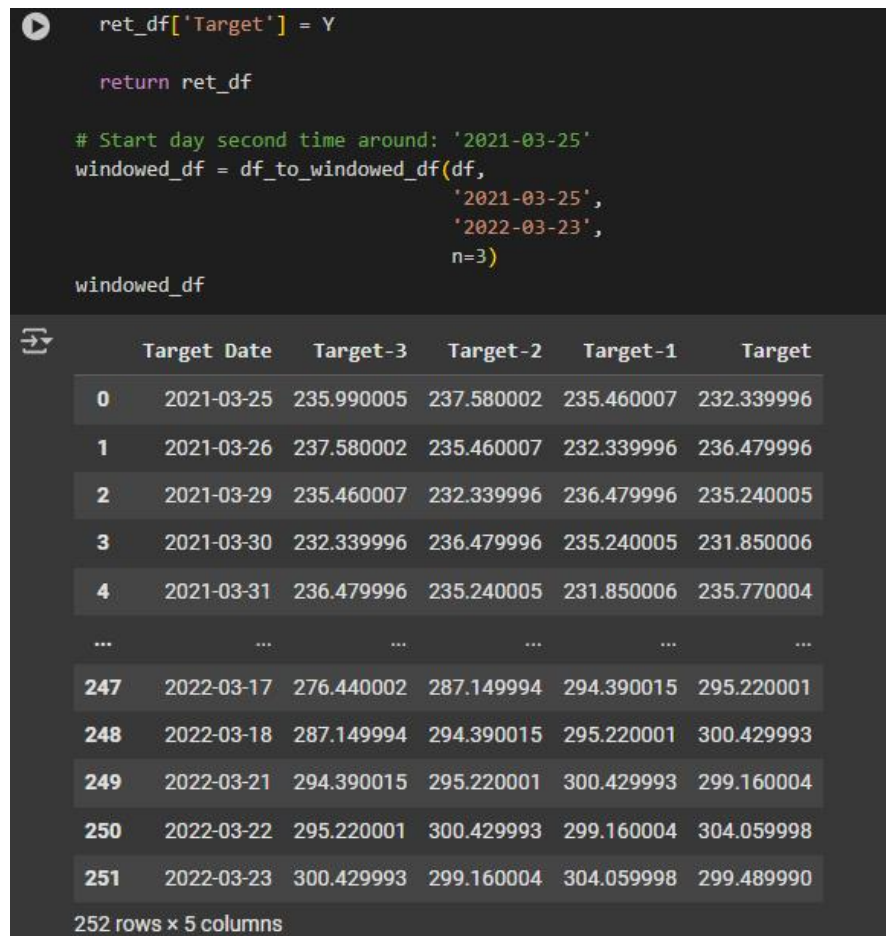 ret_df['Target'] = Y
return ret_df
# Start day second time around: '2021-03-25'
windowed_df = df_to_windowed_df(df,
'2021-03-25',
'2022-03-23',
n=3)
windowed_df
Target Date Target-3 Target-2 Target-1 Target
0 2021-03-25 235.990005 237.580002 235.460007 232.339996
1 2021-03-26 237.580002 235.460007 232.339996 236.479996
2 2021-03-29 235.460007 232.339996 236.479996 235.240005
3 2021-03-30 232.339996 236.479996 235.240005 231.850006
4 2021-03-31 236.479996 235.240005 231.850006 235.770004
... ... ... ... ... ...
247 2022-03-17 276.440002 287.149994 294.390015 295.220001
248 2022-03-18 287.149994 294.390015 295.220001 300.429993
249 2022-03-21 294.390015 295.220001 300.429993 299.160004
250 2022-03-22 295.220001 300.429993 299.160004 304.059998
251 2022-03-23 300.429993 299.160004 304.059998 299.489990
252 rows × 5 columns